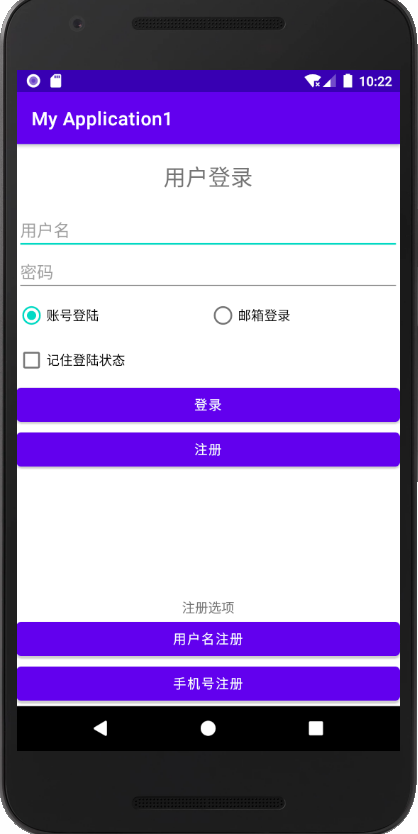 10:22
My Application1
用户登录
用户名
密码
账号登陆 邮箱登录
记住登陆状态
登录
注册
注册选项
用户名注册
手机号注册